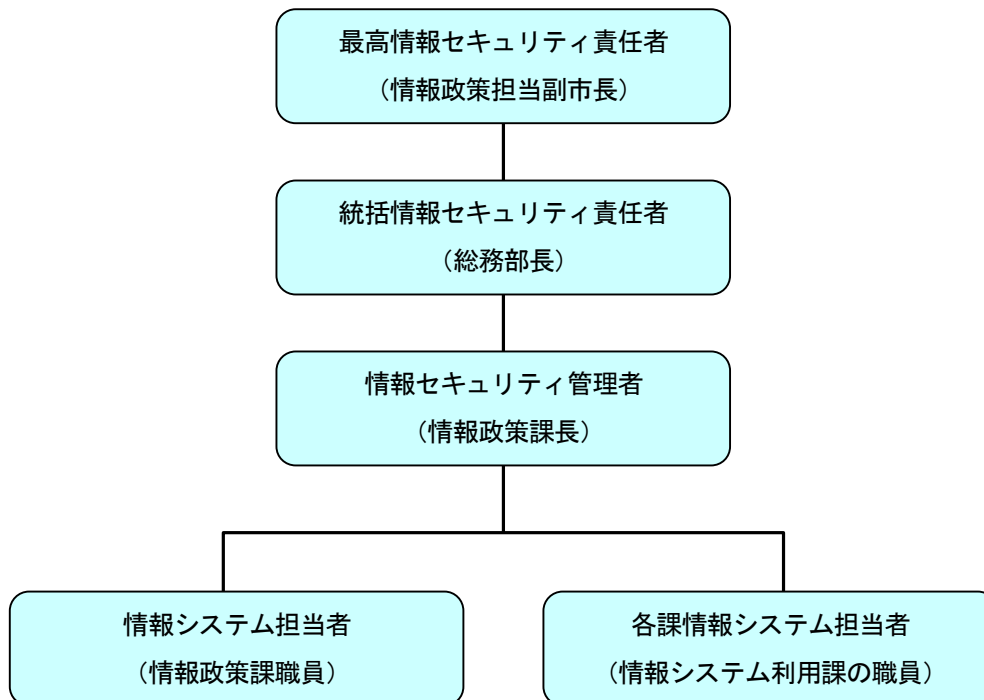 最高情報セキュリティ責任者
（情報政策担当副市長）
統括情報セキュリティ責任者
（総務部長）
情報セキュリティ管理者
（情報政策課長）
情報システム担当者
（情報政策課職員）
各課情報システム担当者
（情報システム利用課の職員）